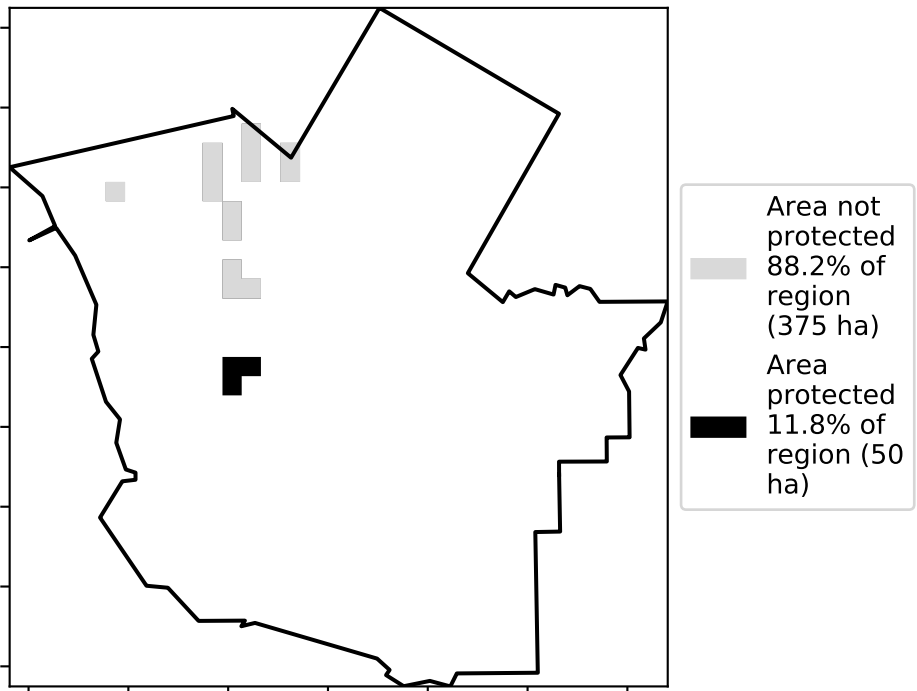 Area not
protected
88.2% of
region
(375 ha)
Area
protected
11.8% of
region (50
ha)